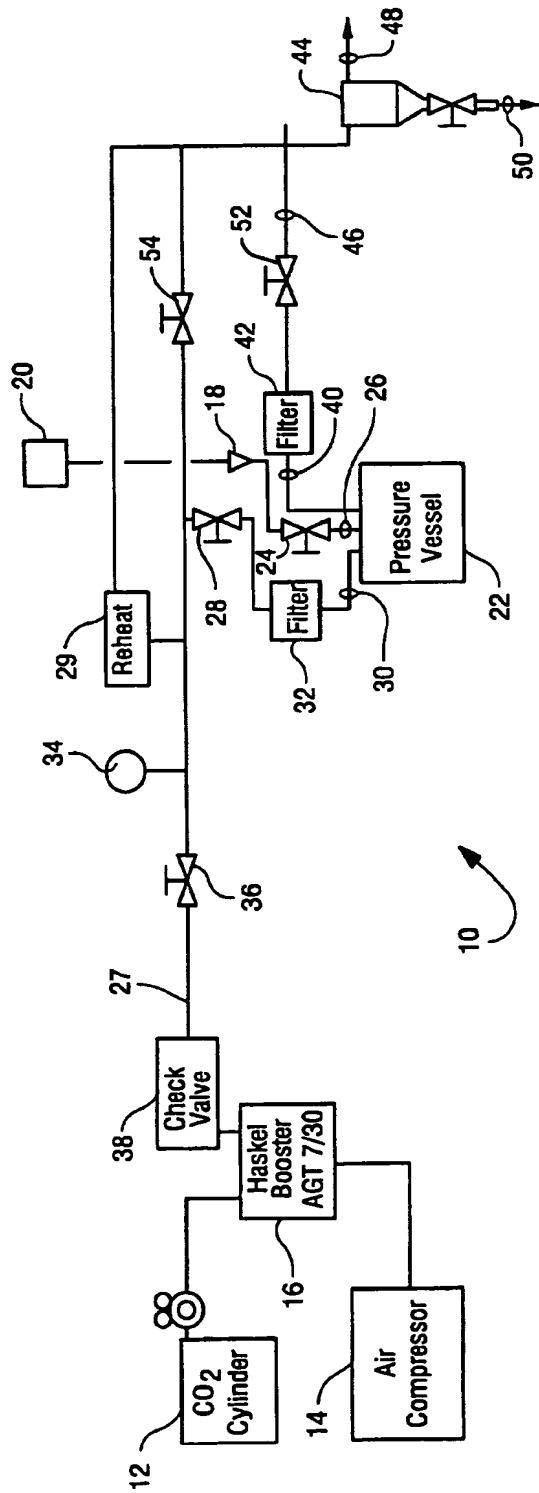 20
54
44
48
50
46
52
42
Filter
18
40
26
24
28
Reheat
29
Filter
32
30
Pressure
Vessel
22
34
36
27
10
Check
Valve
38
Haskel
Booster
AGT 7/30
16
CO2
Cylinder
12
Air
Compressor
14